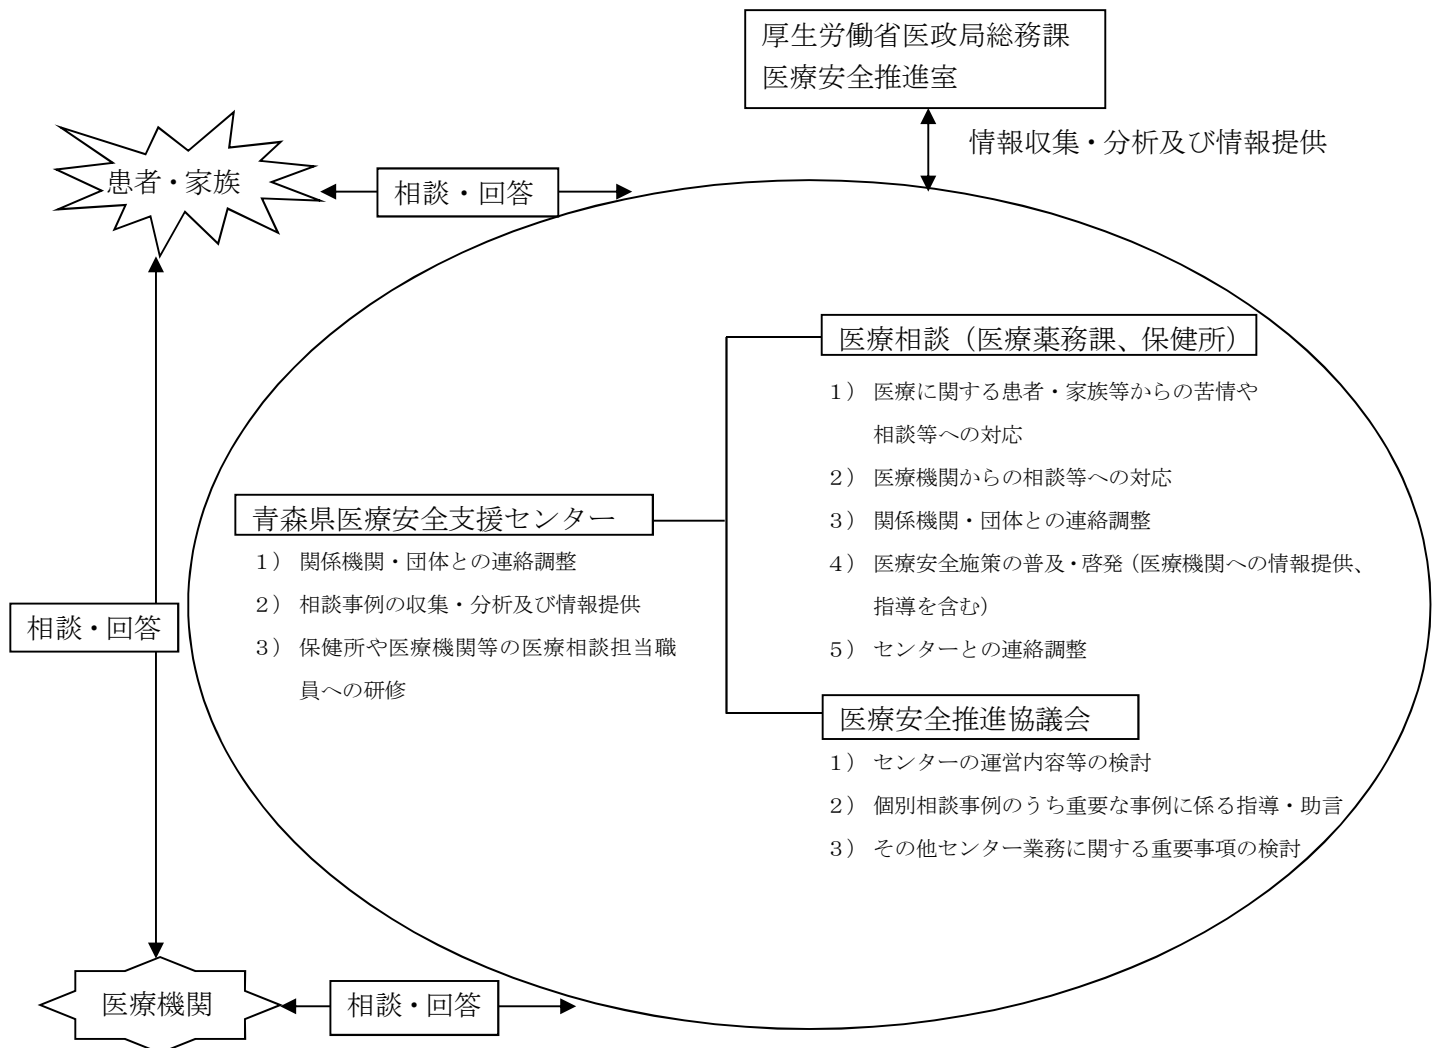 厚生労働省医政局総務課
医療安全推進室
情報収集・分析及び情報提供
患者・家族
相談・回答
医療相談（医療薬務課、保健所）
１） 医療に関する患者・家族等からの苦情や
相談等への対応
２） 医療機関からの相談等への対応
３） 関係機関・団体との連絡調整
４） 医療安全施策の普及・啓発（医療機関への情報提供、
指導を含む）
５） センターとの連絡調整
青森県医療安全支援センター
１） 関係機関・団体との連絡調整
２） 相談事例の収集・分析及び情報提供
３） 保健所や医療機関等の医療相談担当職
員への研修
相談・回答
医療安全推進協議会
１） センターの運営内容等の検討
２） 個別相談事例のうち重要な事例に係る指導・助言
３） その他センター業務に関する重要事項の検討
医療機関
相談・回答